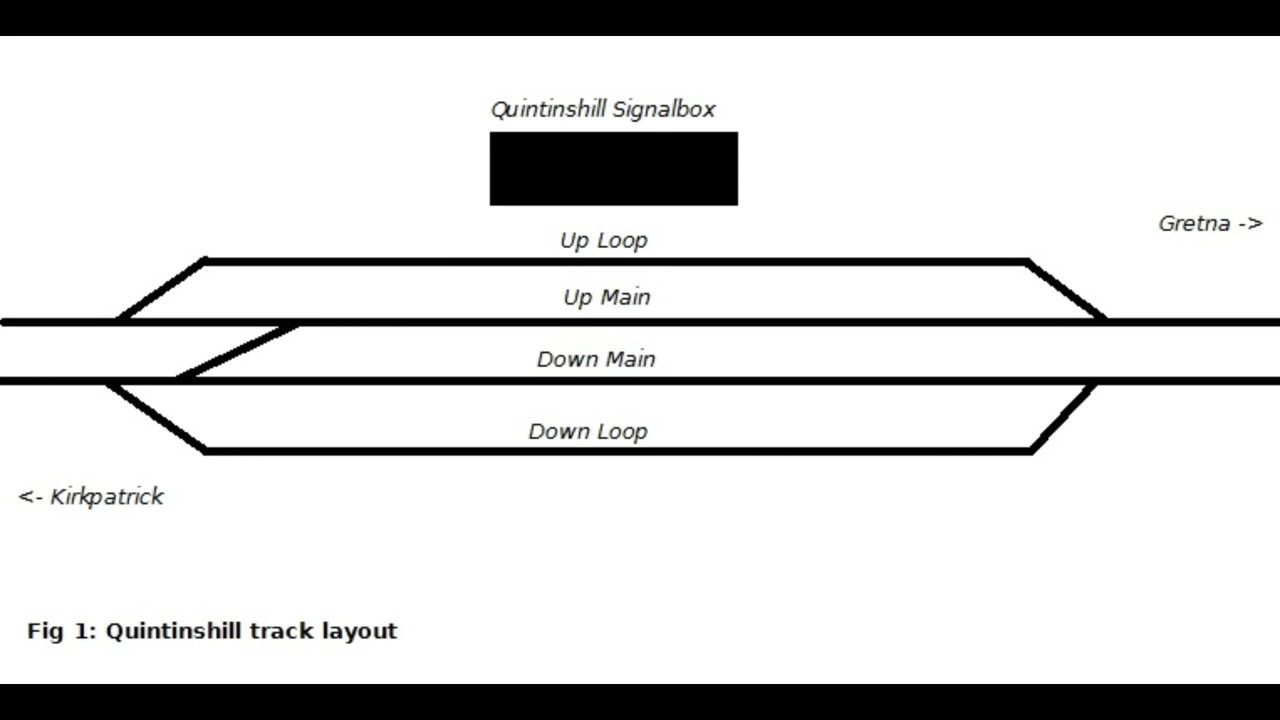 Quintinshill Signalbox
Gretna ->
Up Loop
Up Main
Down Main
Down Loop
<- Kirkpatrick
Fig 1: Quintinshill track layout